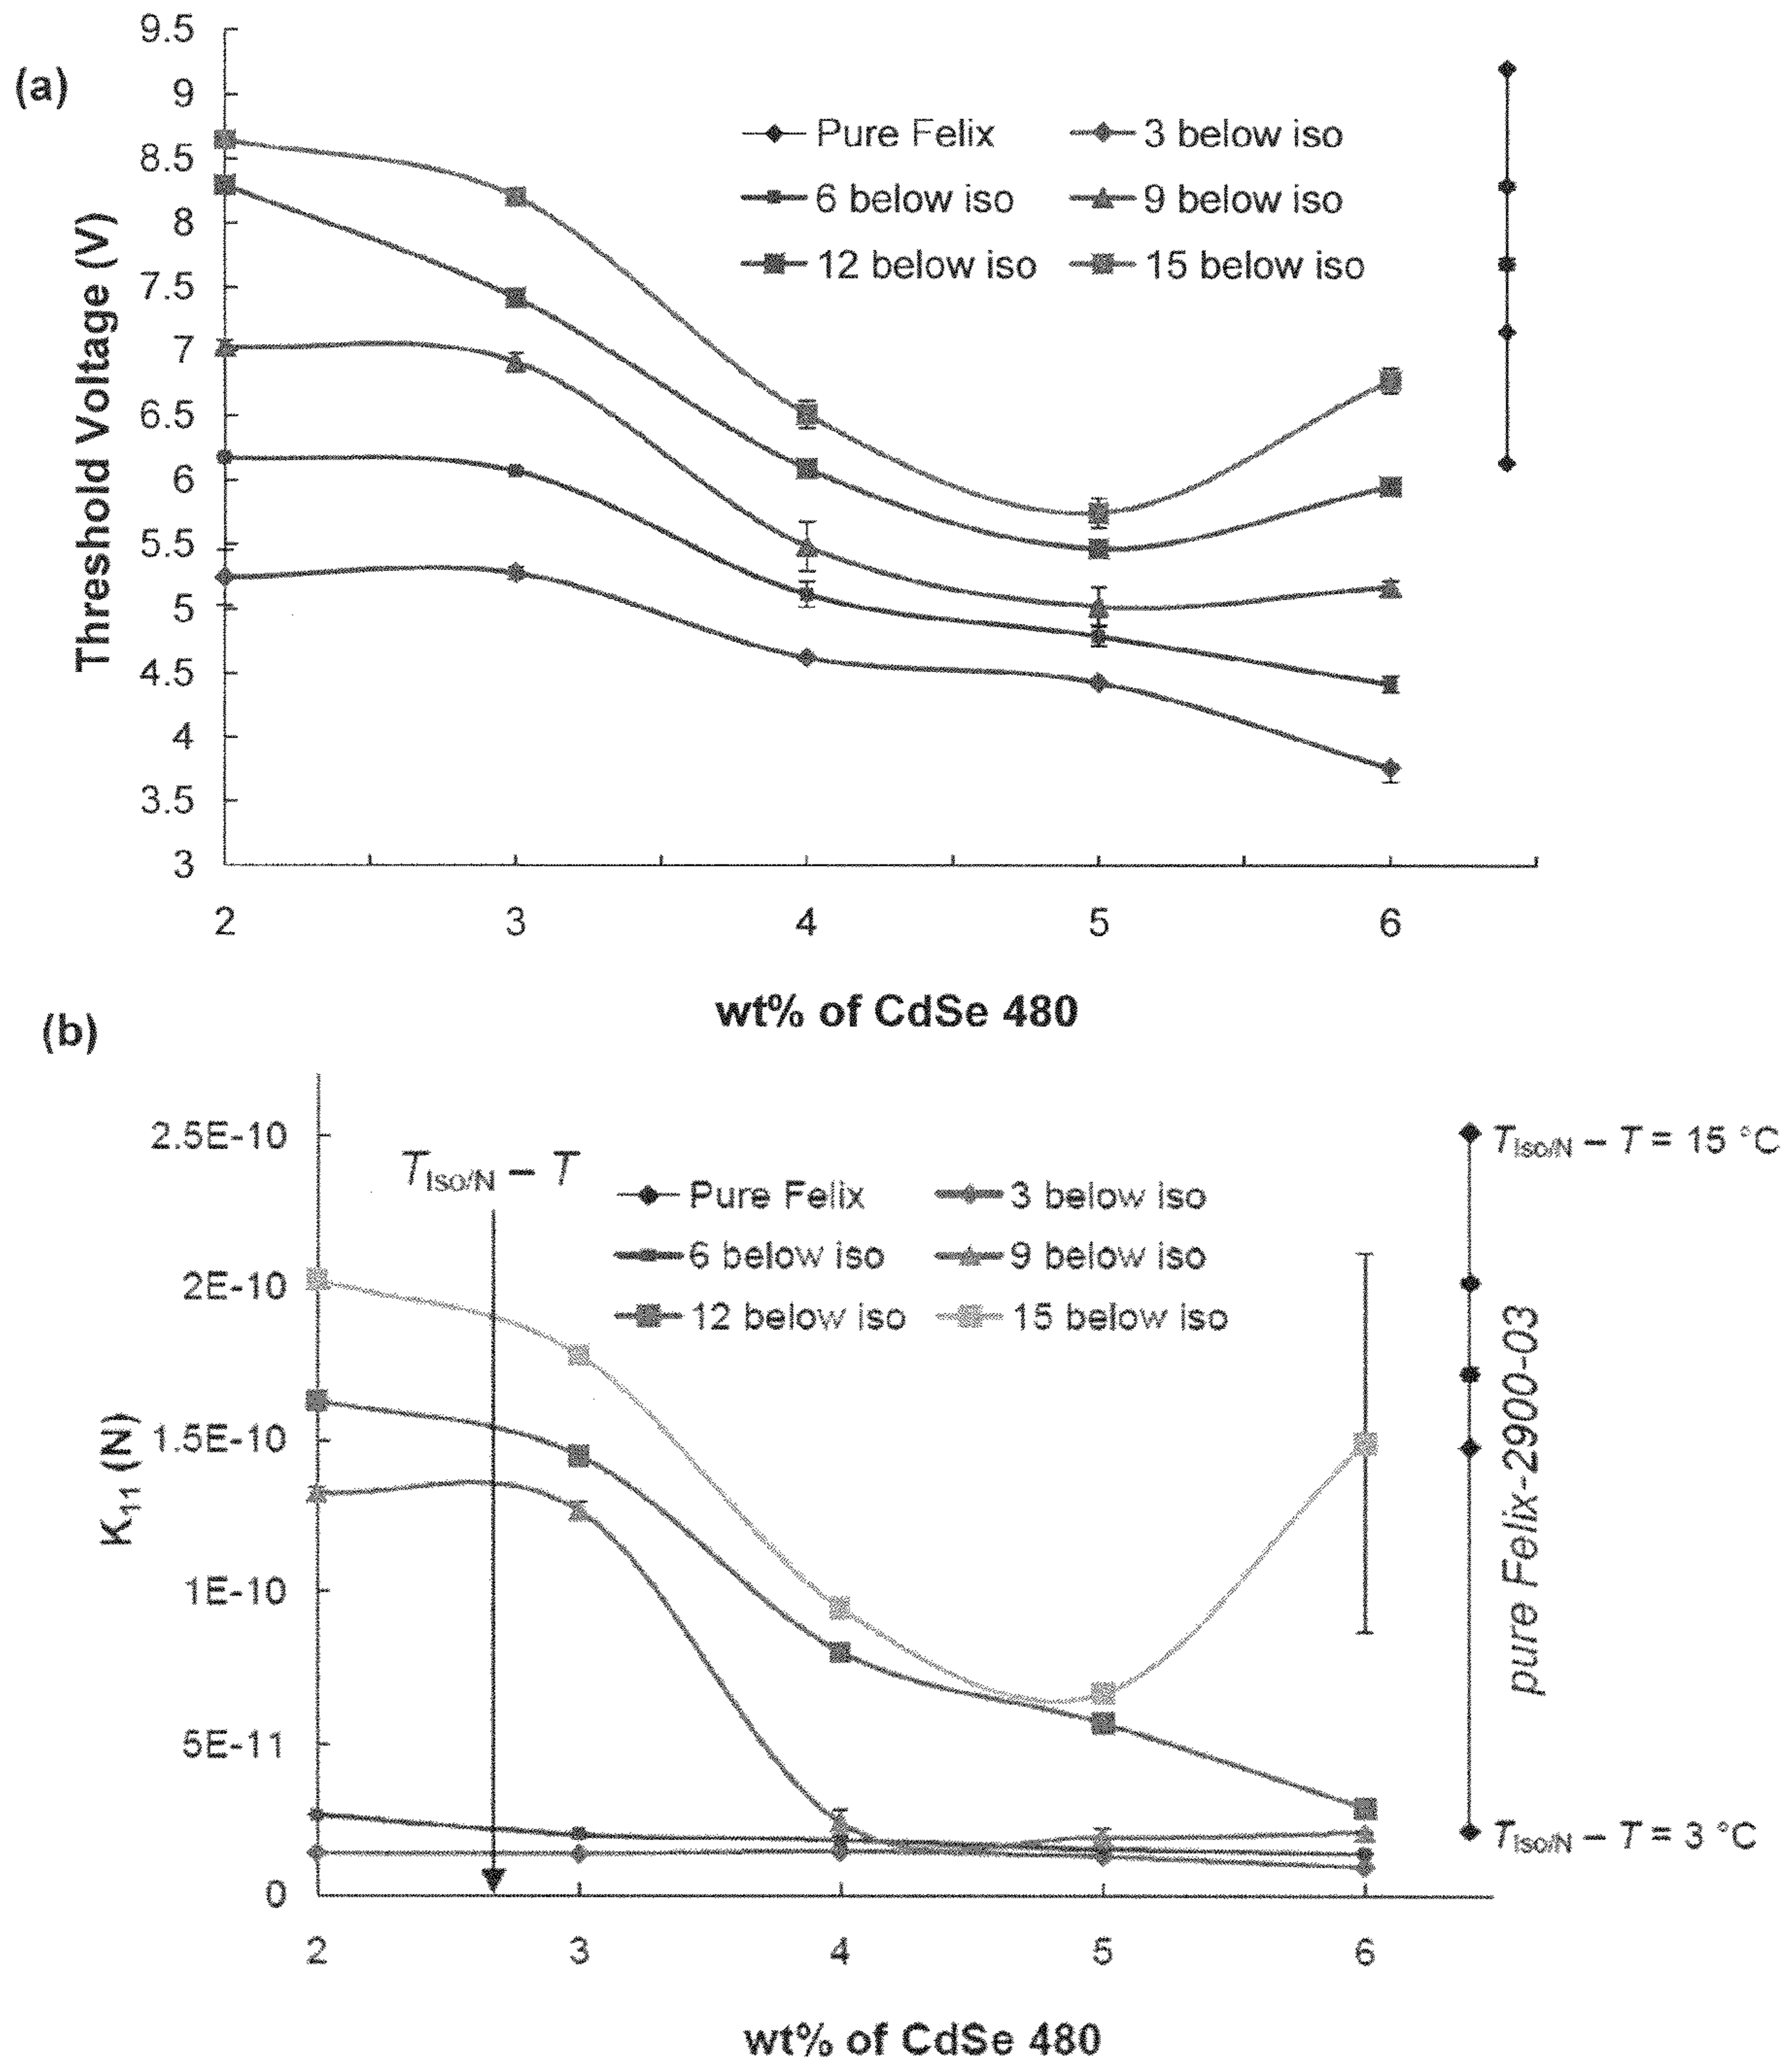 (a)
9.5
9
8.5
8
7.5
7
6.5
6
5.5
5
4.5
4
3.5
3
Threshold Voltage (V)
Pure Felix
3 below iso
6 below iso
9 below iso
12 below iso
15 below iso
2 3 4 5 6
wt% of CdSe 480
(b)
2.5E-10
2E-10
1.5E-10
1E-10
5E-11
0
K11 (N)
TIso/N – T
Pure Felix
3 below iso
6 below iso
9 below iso
12 below iso
15 below iso
TIso/N – T = 15 °C
pure Felix-2900-03
TIso/N – T = 3 °C
2 3 4 5 6
wt% of CdSe 480